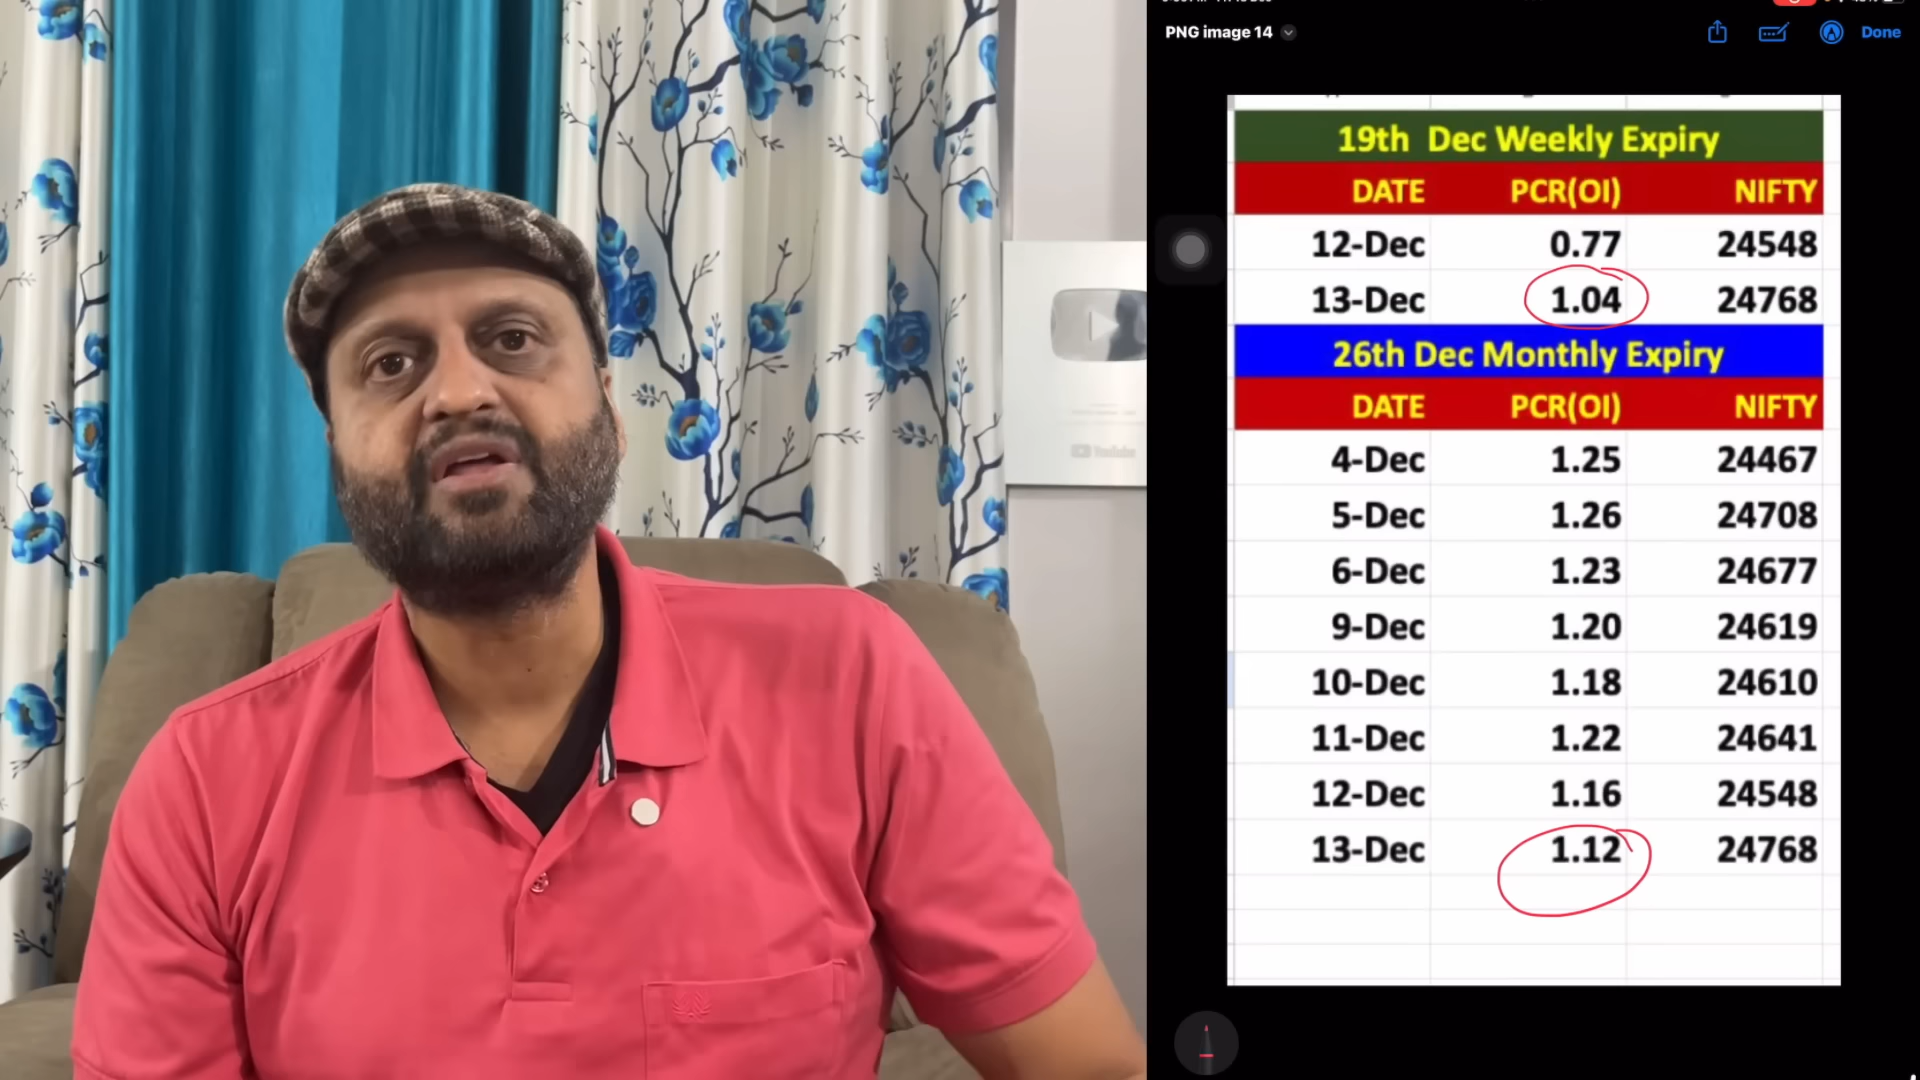 PNG image 14
Done
19th Dec Weekly Expiry
DATE PCR(OI) NIFTY
12-Dec 0.77 24548
13-Dec 1.04 24768
26th Dec Monthly Expiry
DATE PCR(OI) NIFTY
4-Dec 1.25 24467
5-Dec 1.26 24708
6-Dec 1.23 24677
9-Dec 1.20 24619
10-Dec 1.18 24610
11-Dec 1.22 24641
12-Dec 1.16 24548
13-Dec 1.12 24768
YouTube